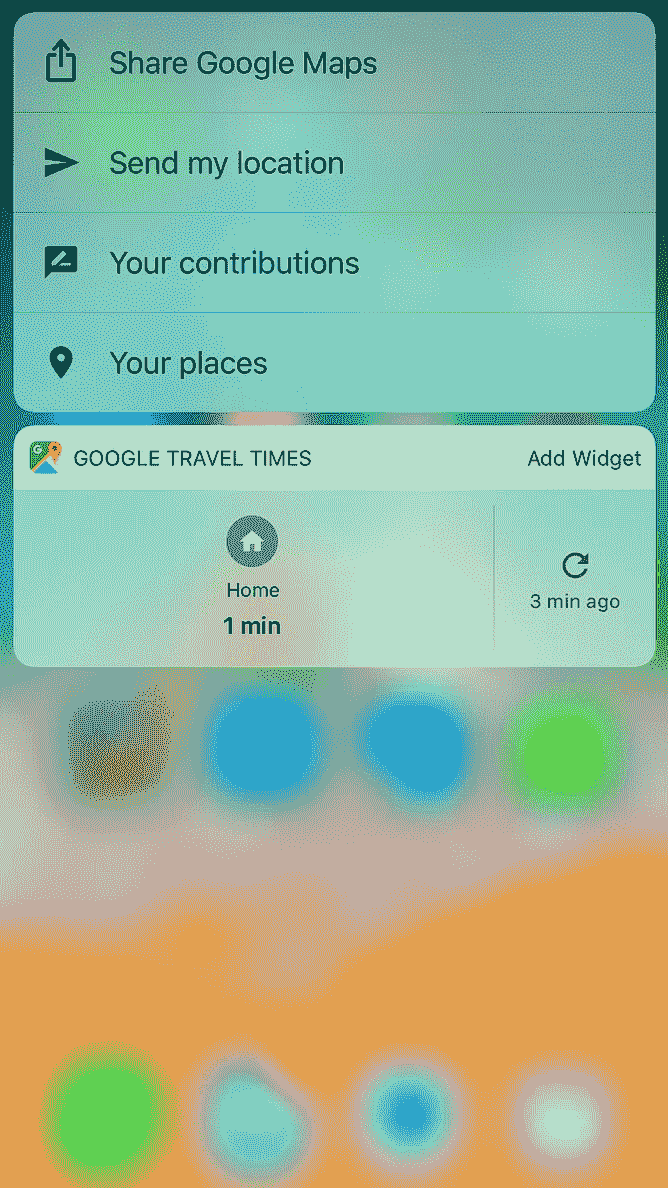 Share Google Maps
Send my location
Your contributions
Your places
GOOGLE TRAVEL TIMES Add Widget
Home
1 min
3 min ago